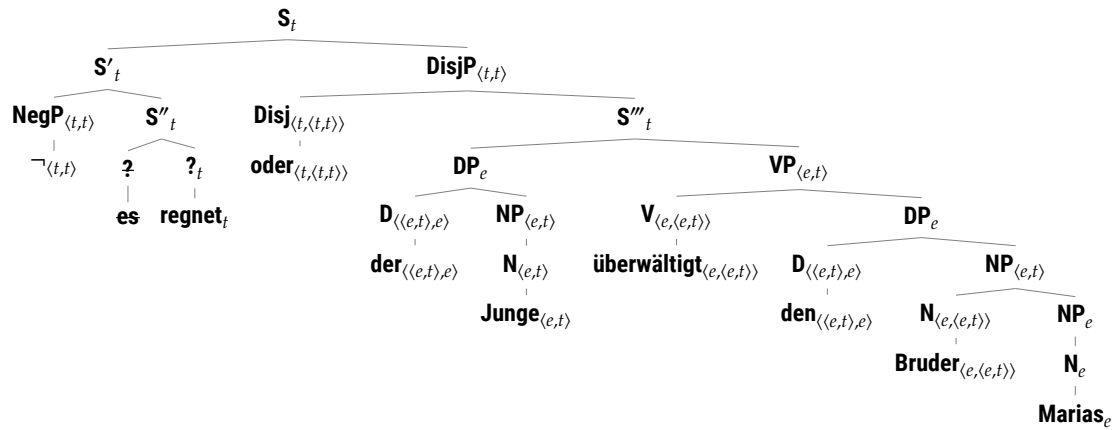 S_t
S′_t DisjP_⟨t,t⟩
NegP_⟨t,t⟩ S″_t Disj_⟨t,⟨t,t⟩⟩ S‴_t
¬_⟨t,t⟩ ? ?_t oder_⟨t,⟨t,t⟩⟩ DP_e VP_⟨e,t⟩
es regnet_t D_⟨⟨e,t⟩,e⟩ NP_⟨e,t⟩ V_⟨e,⟨e,t⟩⟩ DP_e
der_⟨⟨e,t⟩,e⟩ N_⟨e,t⟩ überwältigt_⟨e,⟨e,t⟩⟩ D_⟨⟨e,t⟩,e⟩ NP_⟨e,t⟩
Junge_⟨e,t⟩ den_⟨⟨e,t⟩,e⟩ N_⟨e,⟨e,t⟩⟩ NP_e
Bruder_⟨e,⟨e,t⟩⟩ N_e
Marias_e